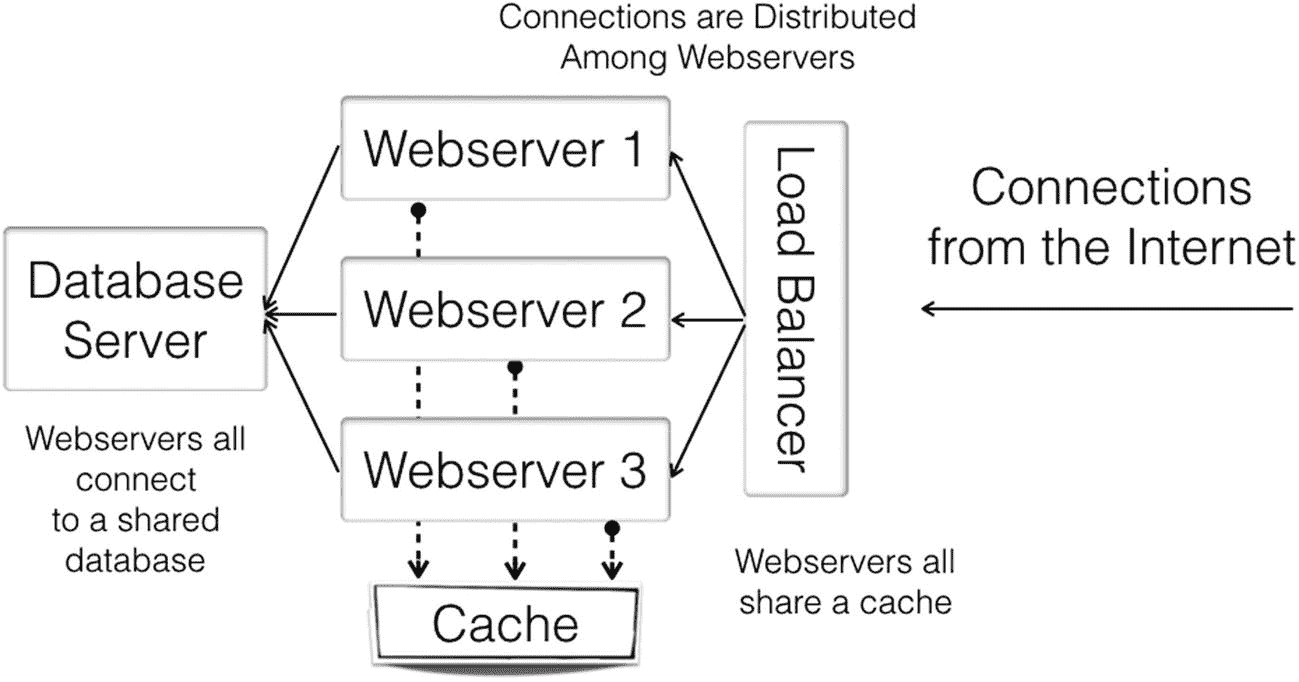 Connections are Distributed
Among Webservers
Webserver 1
Webserver 2
Webserver 3
Load Balancer
Connections
from the Internet
Database
Server
Webservers all
connect
to a shared
database
Webservers all
share a cache
Cache